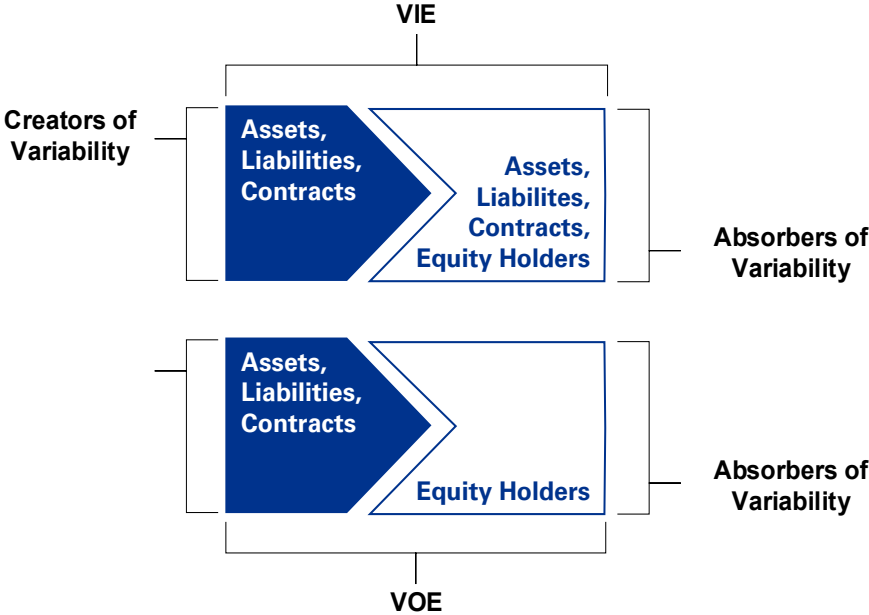 VIE
Creators of
Variability
Assets,
Liabilities,
Contracts
Assets,
Liabilites,
Contracts,
Equity Holders
Absorbers of
Variability
Assets,
Liabilities,
Contracts
Equity Holders
Absorbers of
Variability
VOE